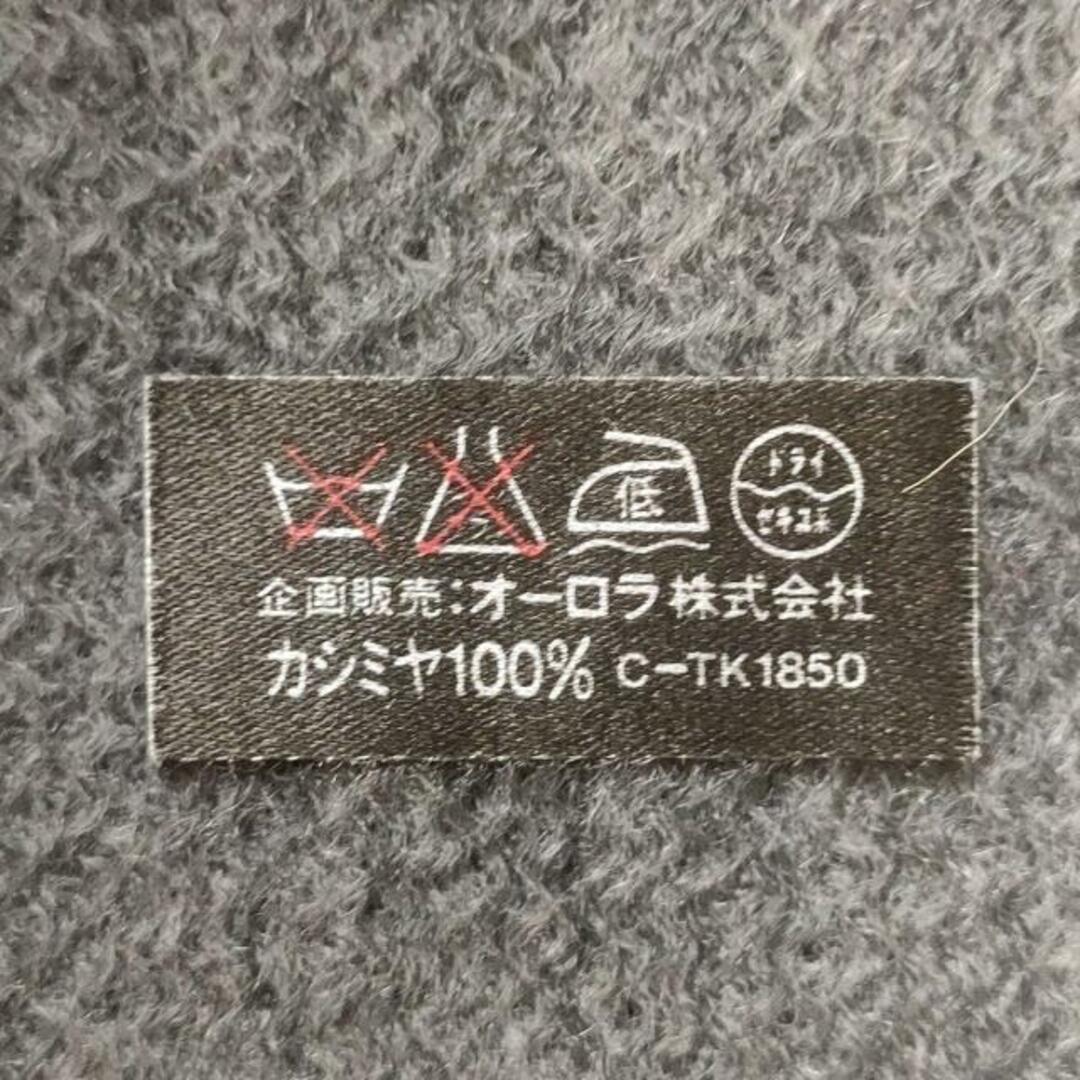 低
ドライ
セキユ系
企画販売:オーロラ株式会社
カシミヤ100% C-TK1850